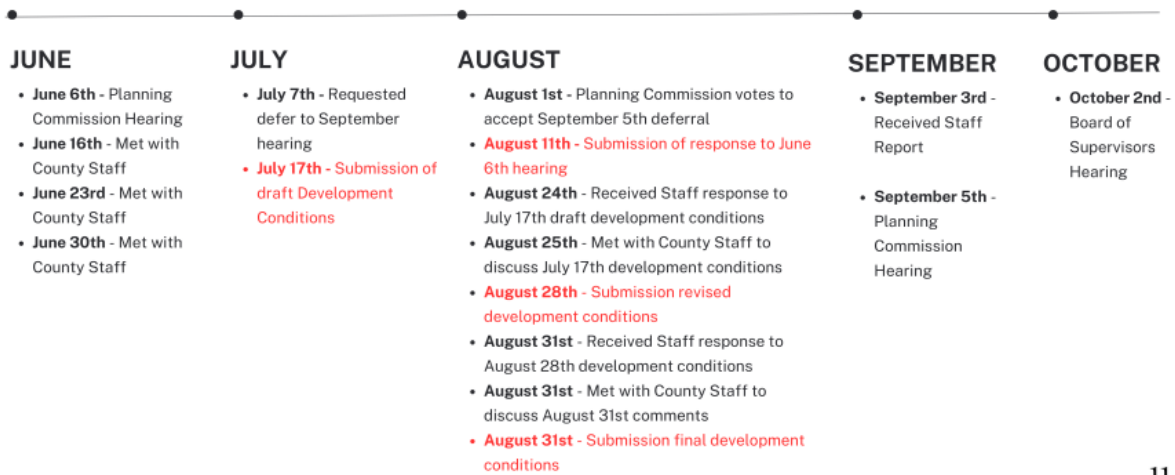 JUNE
• June 6th - Planning
Commission Hearing
• June 16th - Met with
County Staff
• June 23rd - Met with
County Staff
• June 30th - Met with
County Staff
JULY
• July 7th - Requested
defer to September
hearing
• July 17th - Submission of
draft Development
Conditions
AUGUST
• August 1st - Planning Commission votes to
accept September 5th deferral
• August 11th - Submission of response to June
6th hearing
• August 24th - Received Staff response to
July 17th draft development conditions
• August 25th - Met with County Staff to
discuss July 17th development conditions
• August 28th - Submission revised
development conditions
• August 31st - Received Staff response to
August 28th development conditions
• August 31st - Met with County Staff to
discuss August 31st comments
• August 31st - Submission final development
conditions
SEPTEMBER
• September 3rd -
Received Staff
Report
• September 5th -
Planning
Commission
Hearing
OCTOBER
• October 2nd -
Board of
Supervisors
Hearing
11